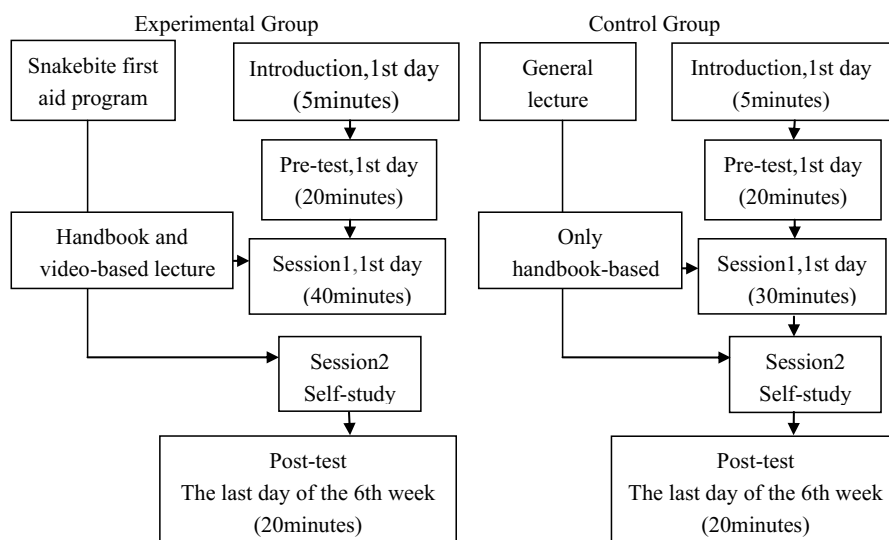 Experimental Group
Snakebite first
aid program
Introduction,1st day
(5minutes)
Pre-test,1st day
(20minutes)
Handbook and
video-based lecture
Session1,1st day
(40minutes)
Session2
Self-study
Post-test
The last day of the 6th week
(20minutes)
Control Group
General
lecture
Introduction,1st day
(5minutes)
Pre-test,1st day
(20minutes)
Only
handbook-based
Session1,1st day
(30minutes)
Session2
Self-study
Post-test
The last day of the 6th week
(20minutes)